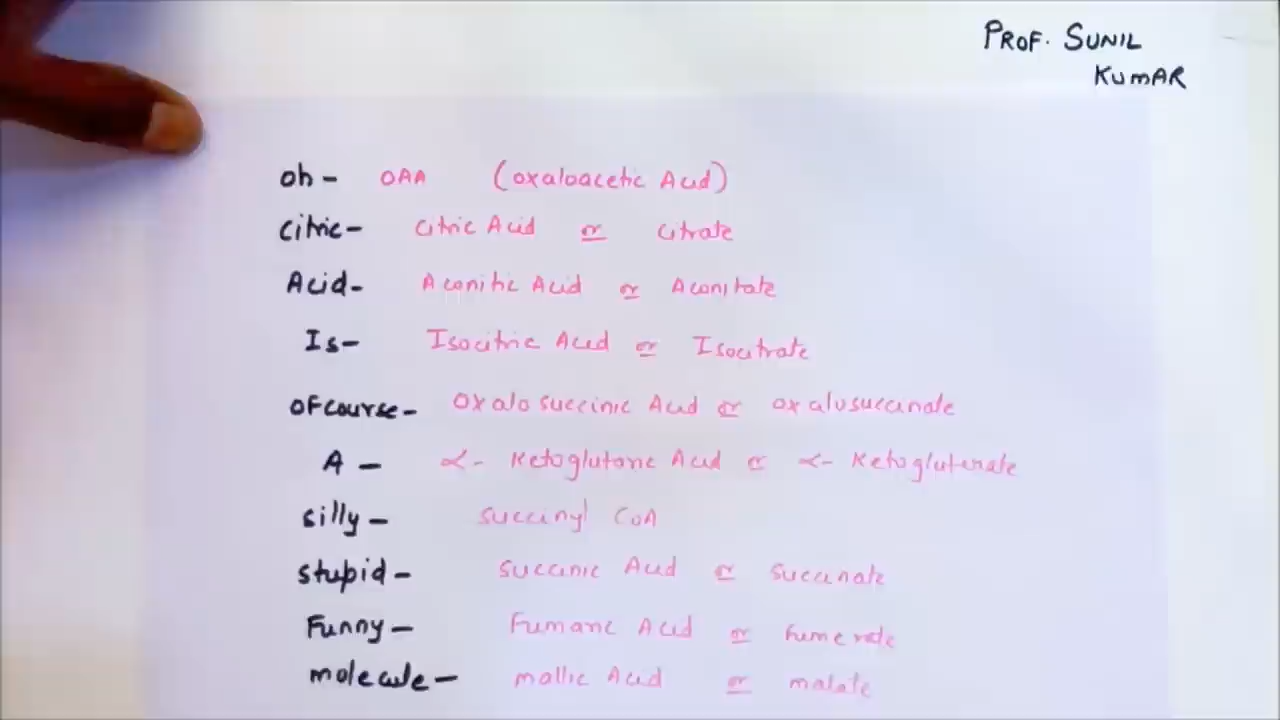 PROF. SUNIL
KUMAR
oh - OAA (oxaloacetic Acid)
citric - Citric Acid or Citrate
Acid - Aconitic Acid or Aconitate
Is - Isocitric Acid or Isocitrate
ofcourse - Oxalosuccinic Acid or oxalosuccinate
A - α- Ketoglutaric Acid or α- Ketogluterate
silly - Succinyl CoA
stupid - Succinic Acid or Succinate
Funny - Fumaric Acid or fumerate
molecule - mallic Acid or malate